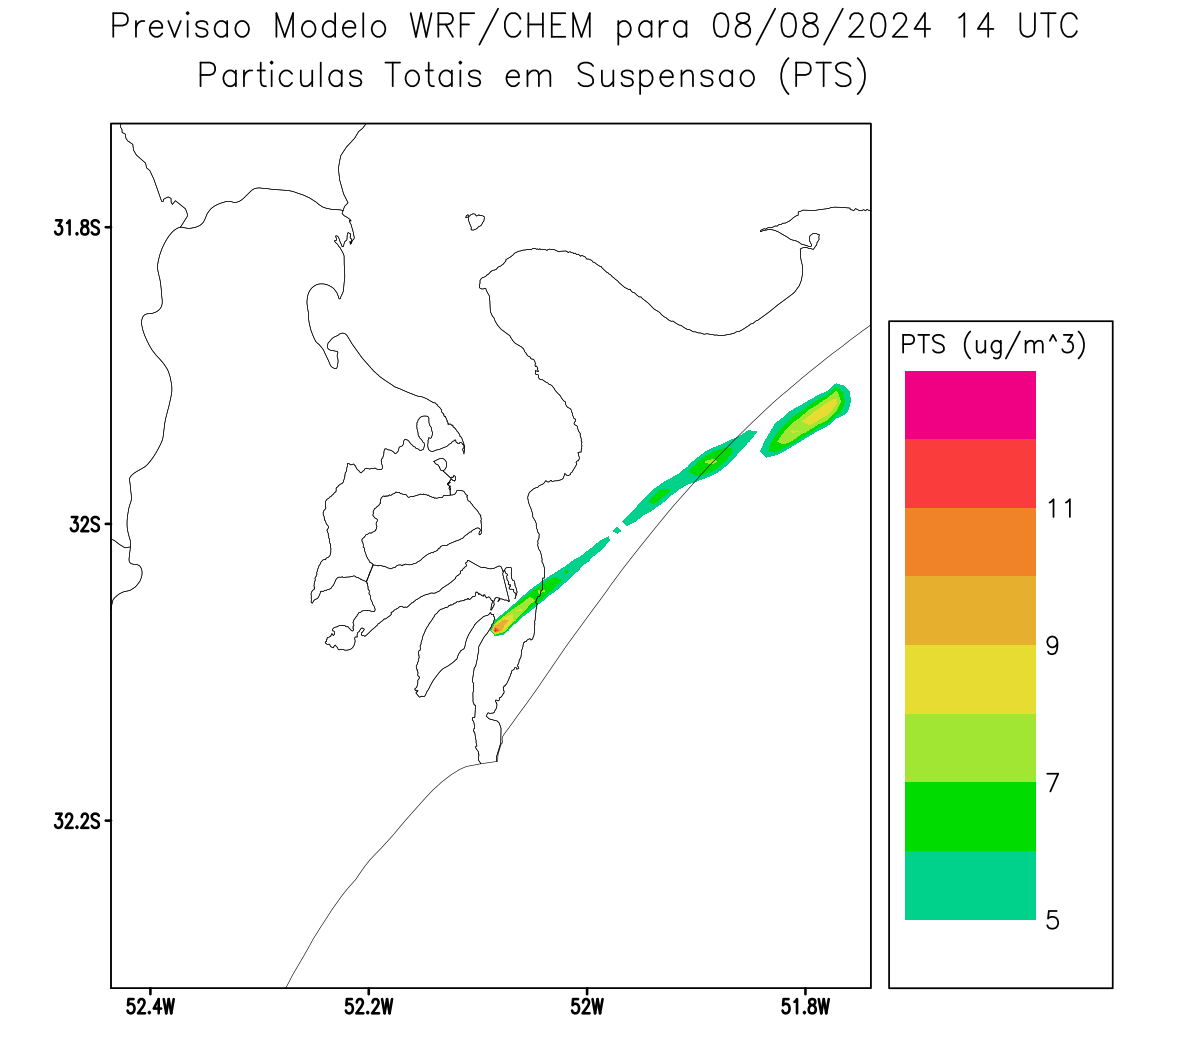 Previsao Modelo WRF/CHEM para 08/08/2024 14 UTC
Particulas Totais em Suspensao (PTS)
31.8S
32S
32.2S
52.4W
52.2W
52W
51.8W
PTS (ug/m^3)
11
9
7
5